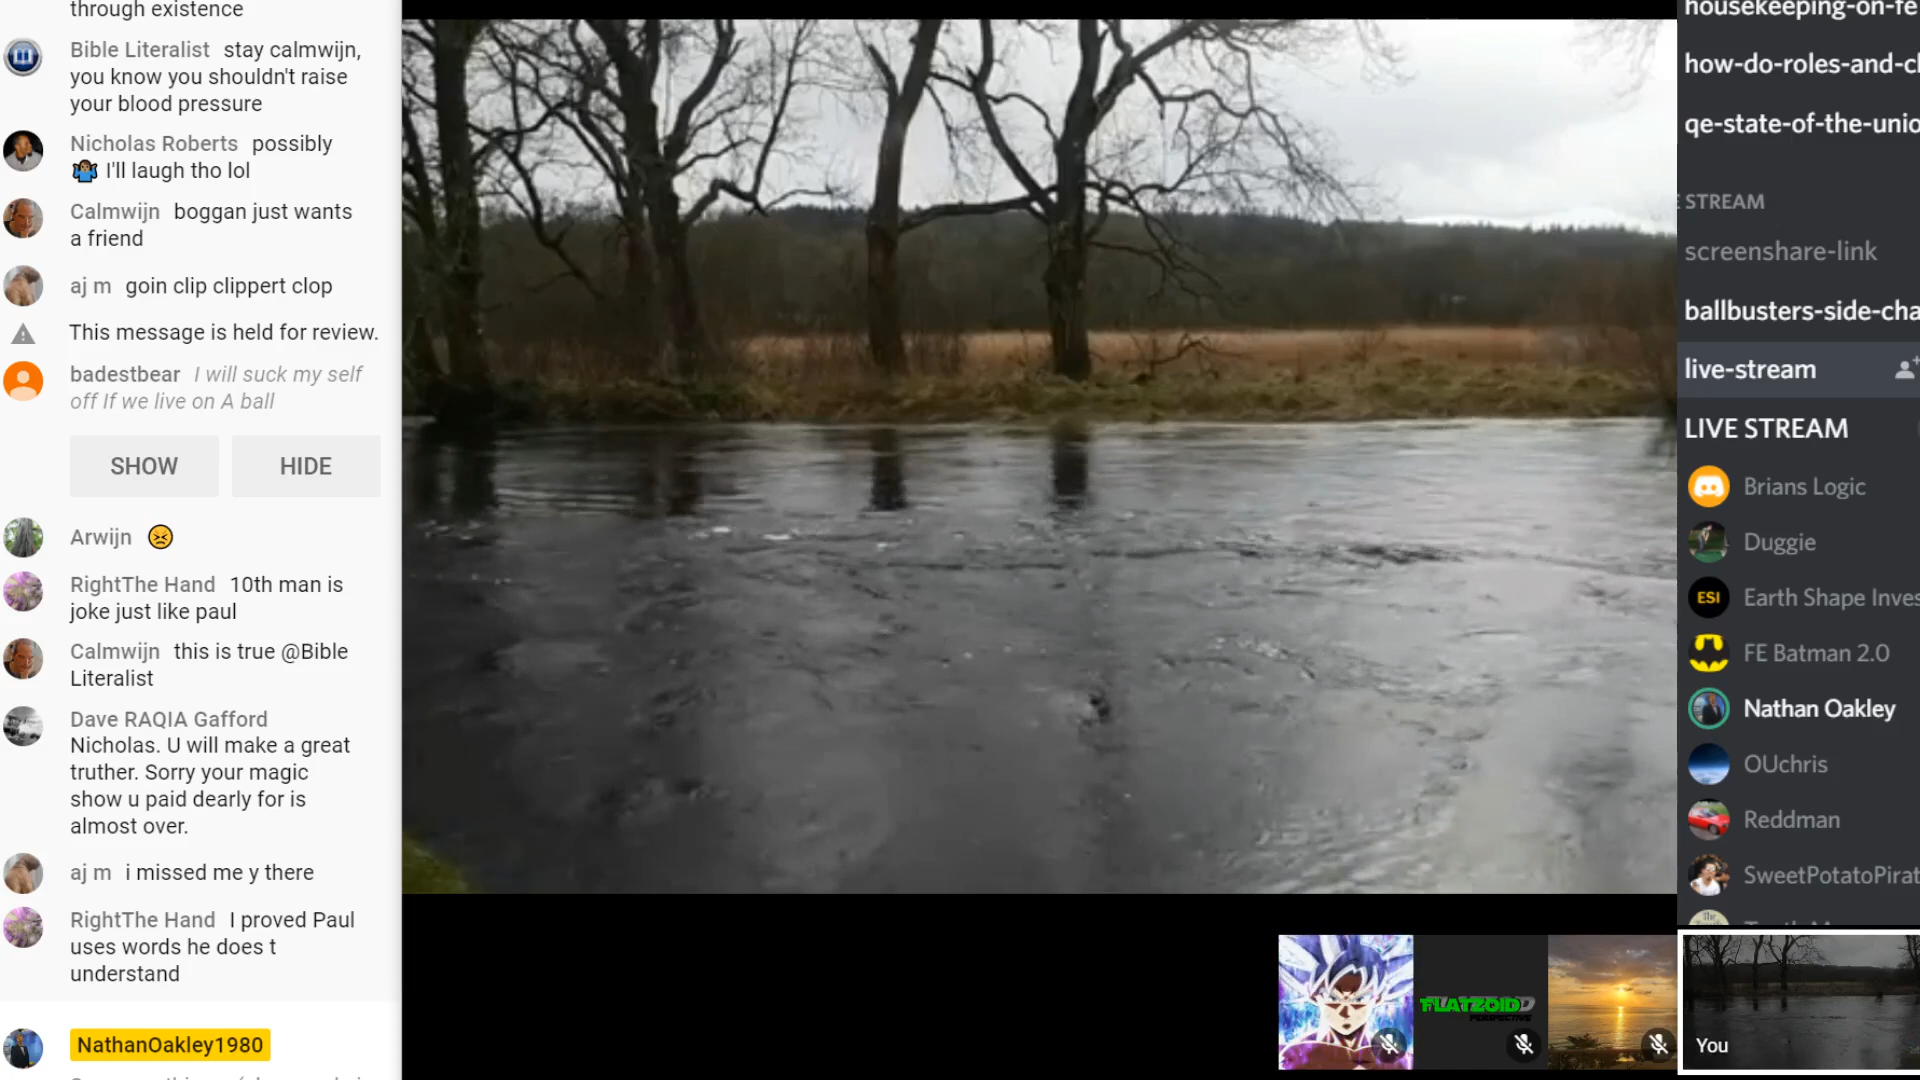 through existence
Bible Literalist stay calmwijn,
you know you shouldn't raise
your blood pressure
Nicholas Roberts possibly
🤷🏽‍♂️ I'll laugh tho lol
Calmwijn boggan just wants
a friend
aj m goin clip clippert clop
This message is held for review.
badestbear I will suck my self
off If we live on A ball
SHOW HIDE
Arwijn 😣
RightThe Hand 10th man is
joke just like paul
Calmwijn this is true @Bible
Literalist
Dave RAQIA Gafford
Nicholas. U will make a great
truther. Sorry your magic
show u paid dearly for is
almost over.
aj m i missed me y there
RightThe Hand I proved Paul
uses words he does t
understand
NathanOakley1980
FLATZOID
PERSPECTIVE
You
housekeeping-on-fe
how-do-roles-and-cl
qe-state-of-the-unio
STREAM
screenshare-link
ballbusters-side-cha
live-stream
LIVE STREAM
Brians Logic
Duggie
ESI Earth Shape Inves
FE Batman 2.0
Nathan Oakley
OUchris
Reddman
SweetPotatoPirat
The